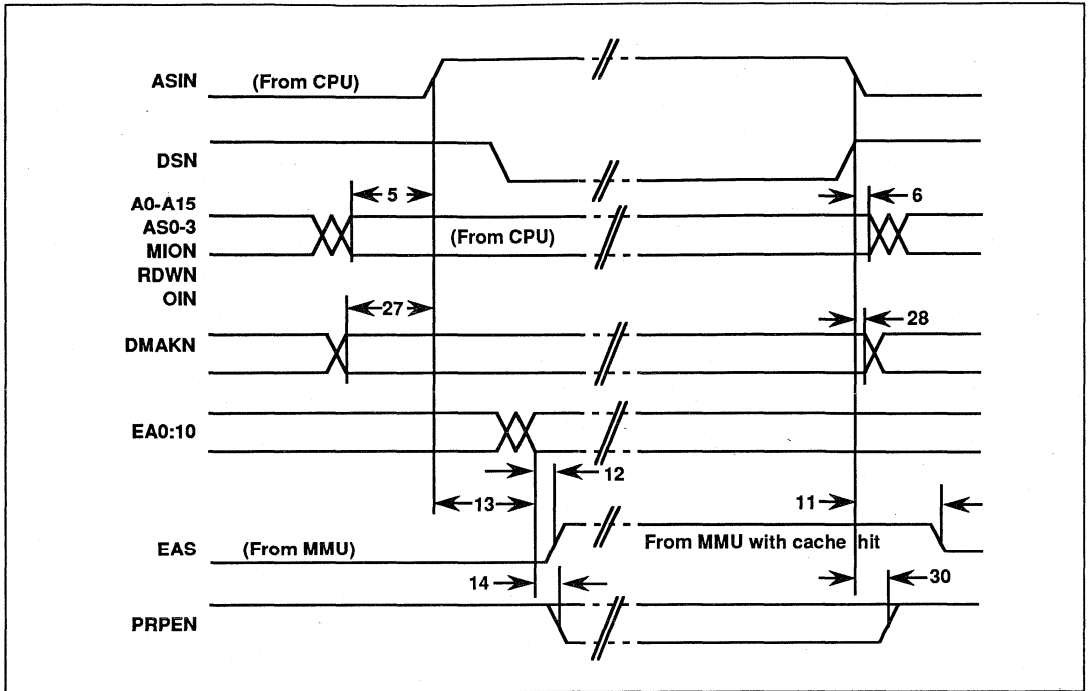 ASIN (From CPU)
DSN
5 6
A0-A15
AS0-3
MION (From CPU)
RDWN
OIN
27 28
DMAKN
EA0:10
12
13 11
EAS (From MMU) From MMU with cache hit
14 30
PRPEN